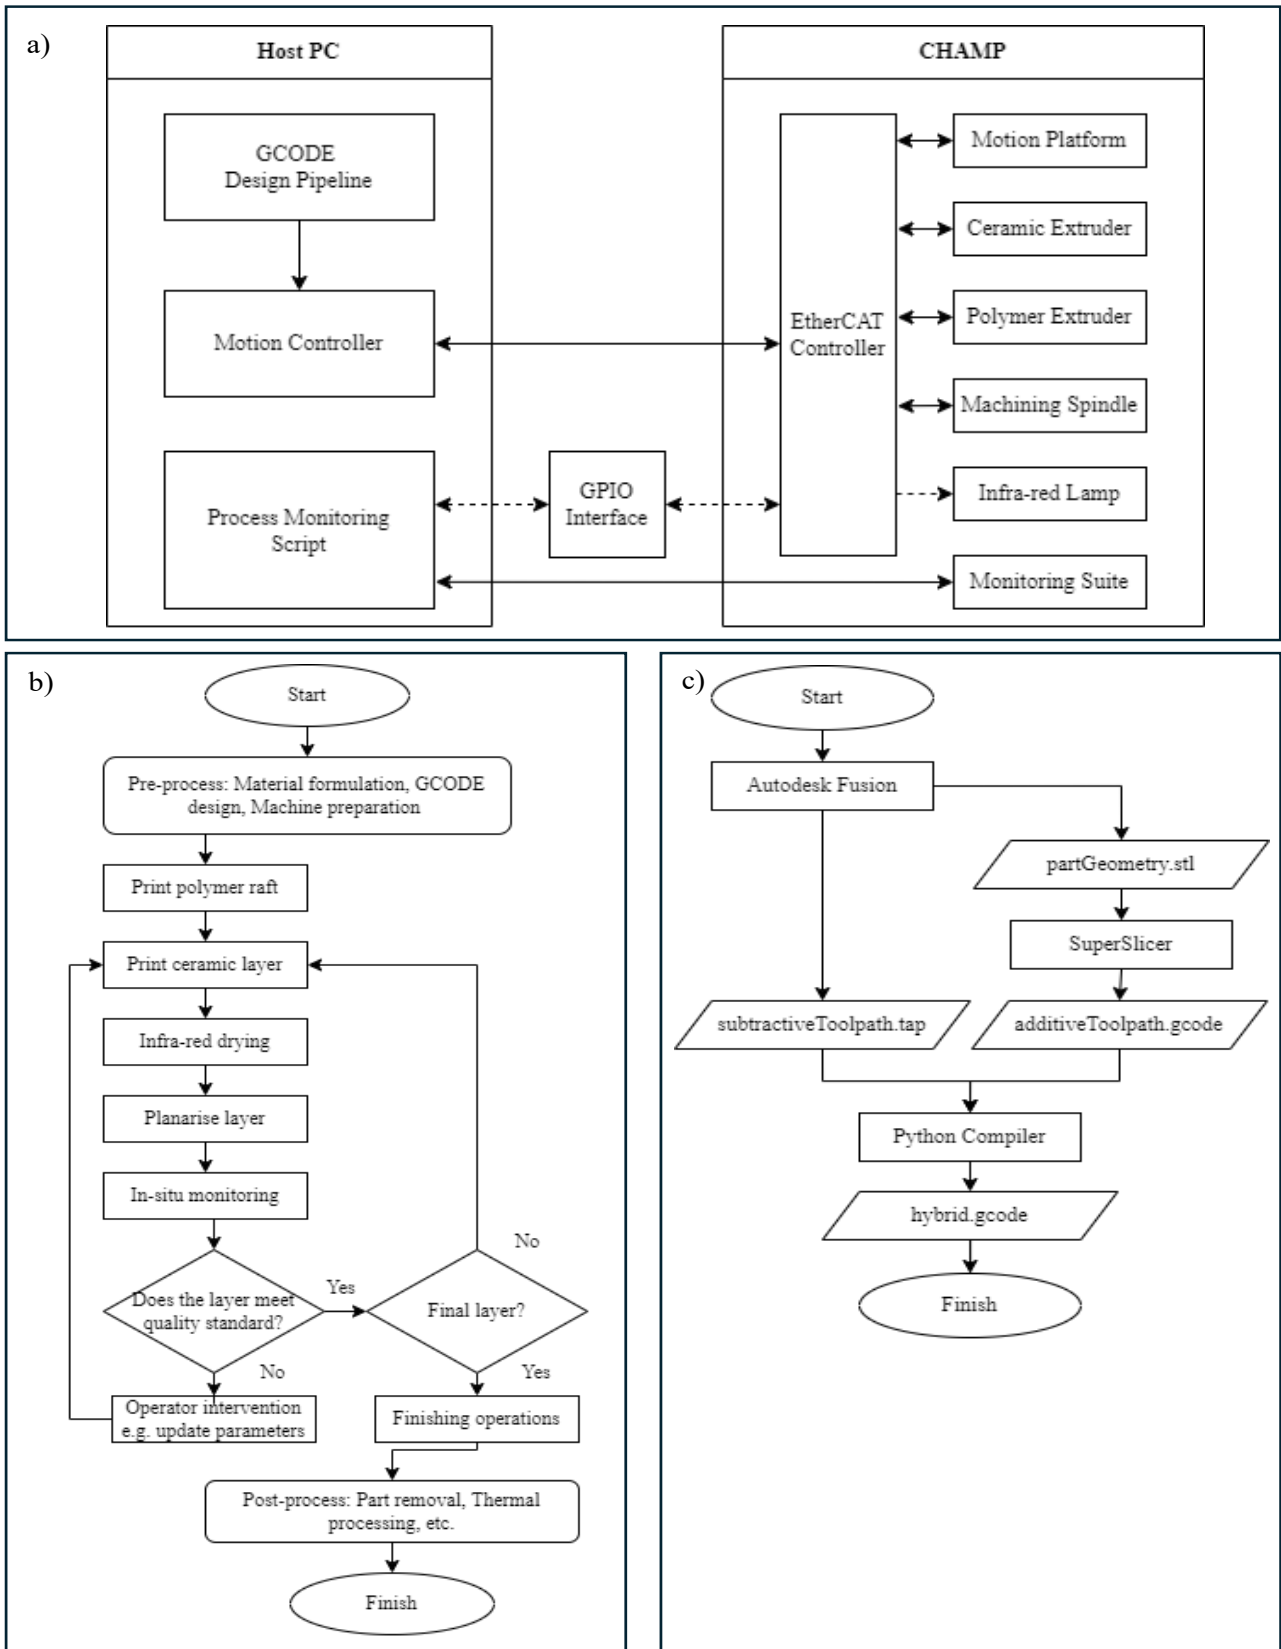 a)
Host PC
CHAMP
GCODE
Design Pipeline
Motion Controller
Process Monitoring
Script
GPIO
Interface
EtherCAT
Controller
Motion Platform
Ceramic Extruder
Polymer Extruder
Machining Spindle
Infra-red Lamp
Monitoring Suite
b)
Start
Pre-process: Material formulation, GCODE
design, Machine preparation
Print polymer raft
Print ceramic layer
Infra-red drying
Planarise layer
In-situ monitoring
Does the layer meet
quality standard?
Yes
No
Final layer?
No
Yes
Operator intervention
e.g. update parameters
Finishing operations
Post-process: Part removal, Thermal
processing, etc.
Finish
c)
Start
Autodesk Fusion
partGeometry.stl
SuperSlicer
subtractiveToolpath.tap
additiveToolpath.gcode
Python Compiler
hybrid.gcode
Finish